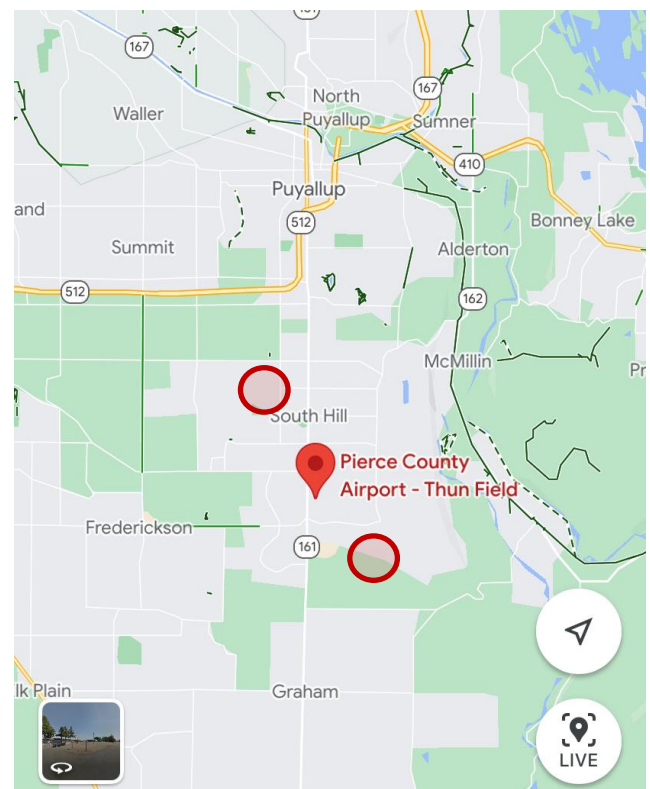 161
167
North
Puyallup
167
Waller
Sumner
410
Puyallup
and
512
Bonney Lake
Summit
Alderton
512
162
McMillin
Pr
South Hill
Pierce County
Airport - Thun Field
Frederickson
161
lk Plain
Graham
LIVE